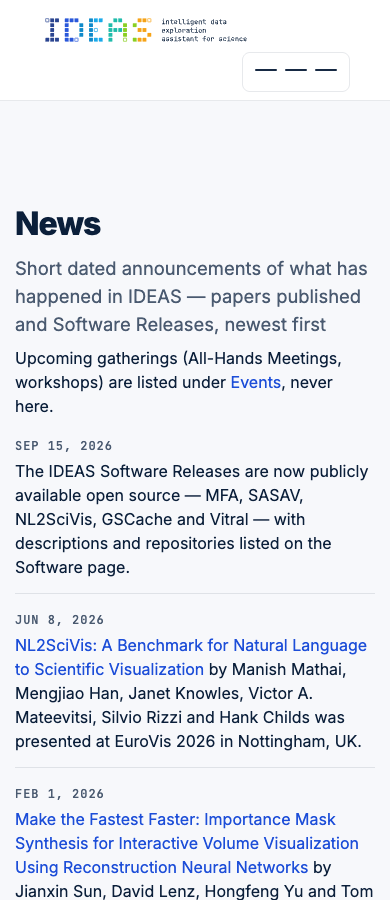 IDEAS
intelligent data
exploration
assistant for science
News
Short dated announcements of what has
happened in IDEAS — papers published
and Software Releases, newest first
Upcoming gatherings (All-Hands Meetings,
workshops) are listed under Events, never
here.
SEP 15, 2026
The IDEAS Software Releases are now publicly
available open source — MFA, SASAV,
NL2SciVis, GSCache and Vitral — with
descriptions and repositories listed on the
Software page.
JUN 8, 2026
NL2SciVis: A Benchmark for Natural Language
to Scientific Visualization by Manish Mathai,
Mengjiao Han, Janet Knowles, Victor A.
Mateevitsi, Silvio Rizzi and Hank Childs was
presented at EuroVis 2026 in Nottingham, UK.
FEB 1, 2026
Make the Fastest Faster: Importance Mask
Synthesis for Interactive Volume Visualization
Using Reconstruction Neural Networks by
Jianxin Sun, David Lenz, Hongfeng Yu and Tom